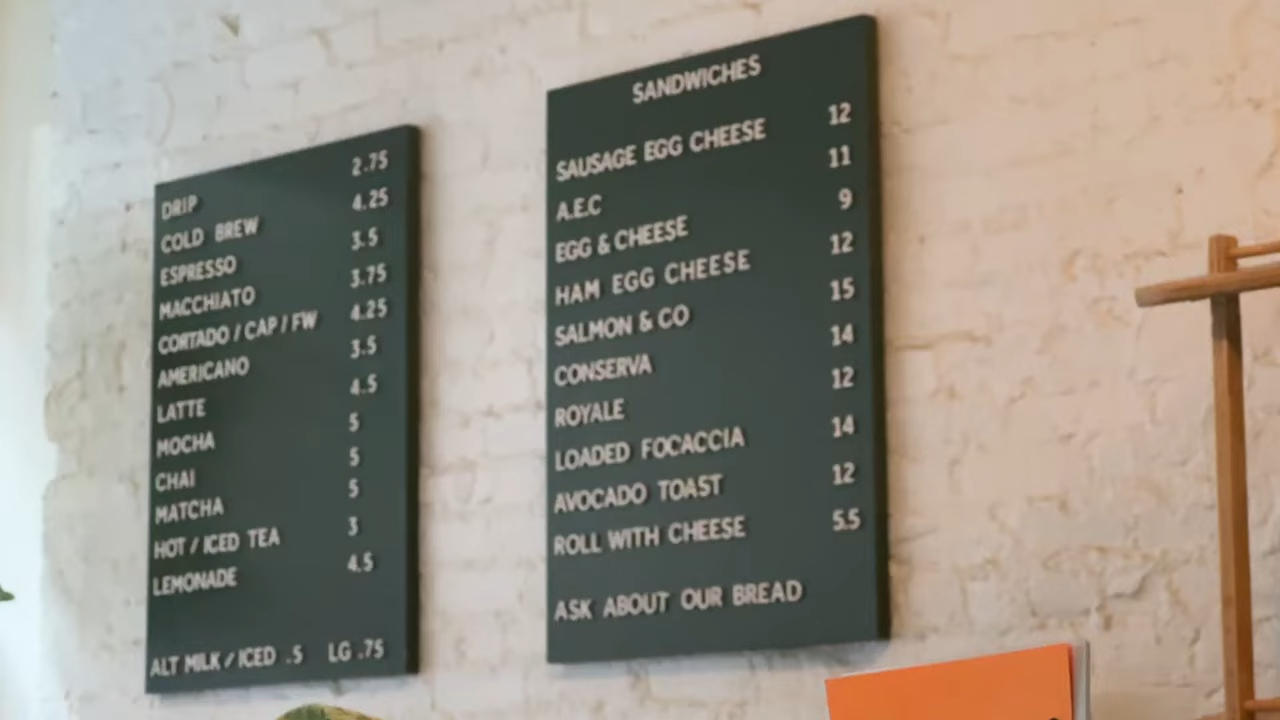 DRIP 2.75
COLD BREW 4.25
ESPRESSO 3.5
MACCHIATO 3.75
CORTADO / CAP / FW 4.25
AMERICANO 3.5
LATTE 4.5
MOCHA 5
CHAI 5
MATCHA 5
HOT / ICED TEA 3
LEMONADE 4.5
ALT MILK / ICED .5 LG .75
SANDWICHES
SAUSAGE EGG CHEESE 12
A.E.C 11
EGG & CHEESE 9
HAM EGG CHEESE 12
SALMON & CO 15
CONSERVA 14
ROYALE 12
LOADED FOCACCIA 14
AVOCADO TOAST 12
ROLL WITH CHEESE 5.5
ASK ABOUT OUR BREAD